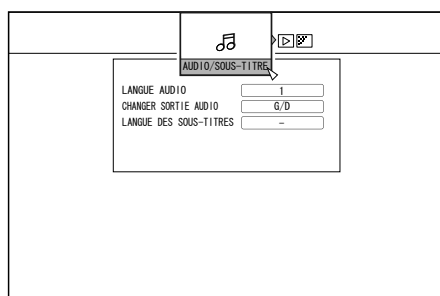 AUDIO/SOUS-TITRE
LANGUE AUDIO 1
CHANGER SORTIE AUDIO G/D
LANGUE DES SOUS-TITRES –